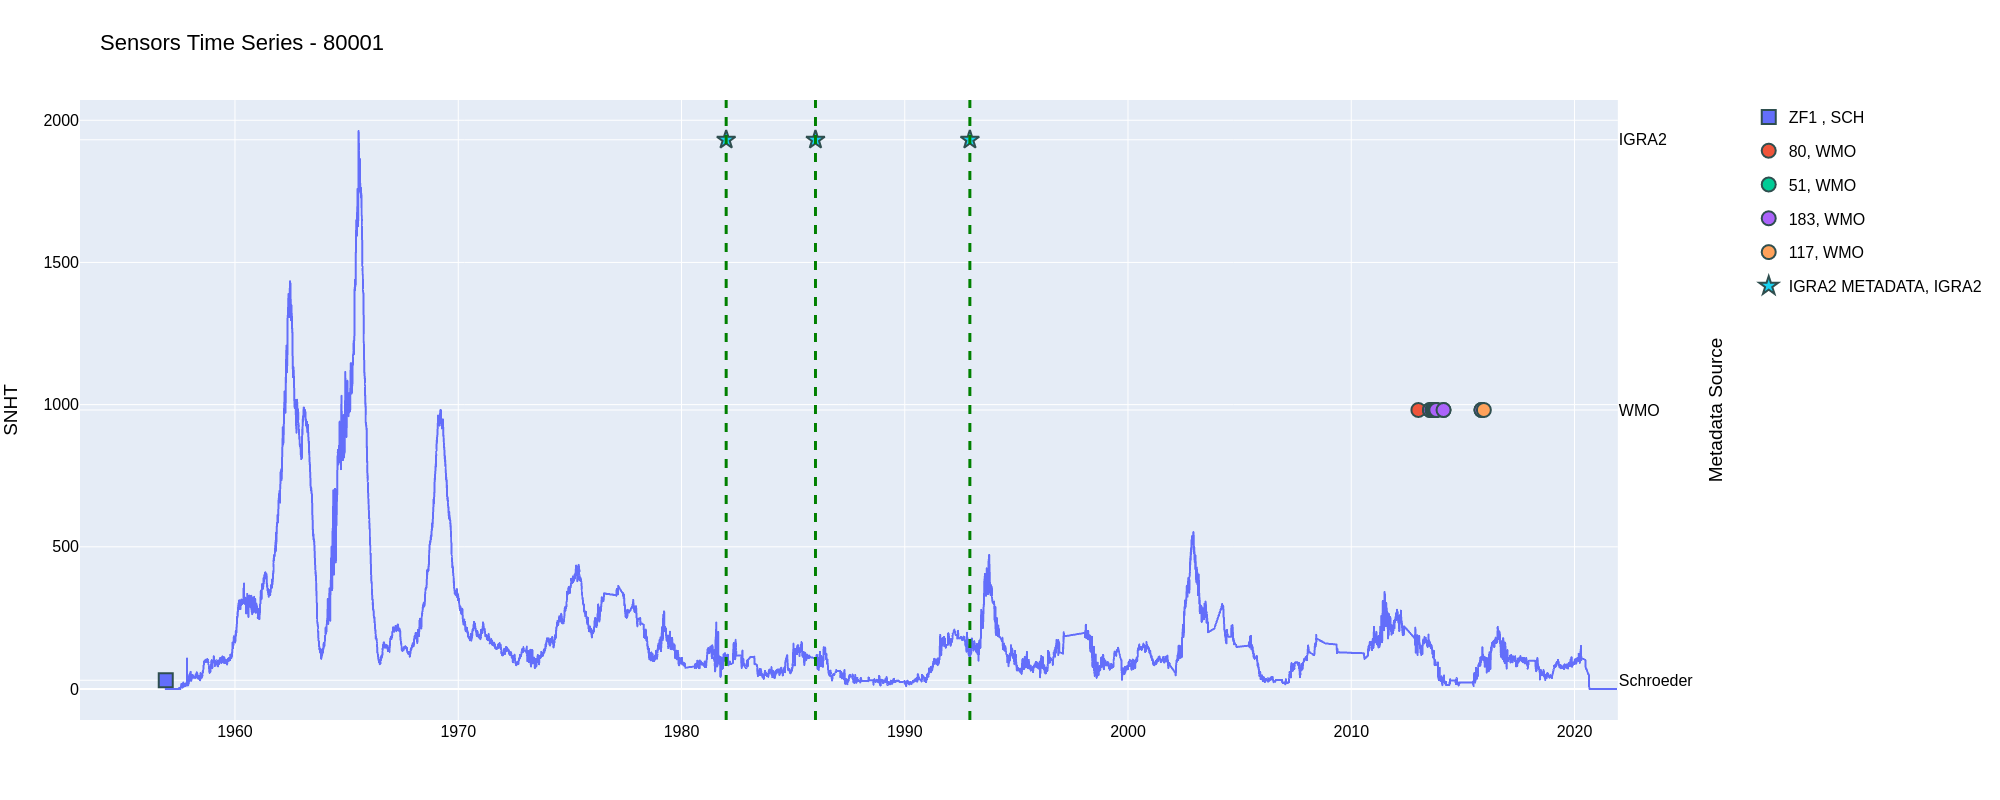 Sensors Time Series - 80001
2000
1500
1000
500
0
SNHT
1960
1970
1980
1990
2000
2010
2020
IGRA2
WMO
Schroeder
Metadata Source
ZF1 , SCH
80, WMO
51, WMO
183, WMO
117, WMO
IGRA2 METADATA, IGRA2